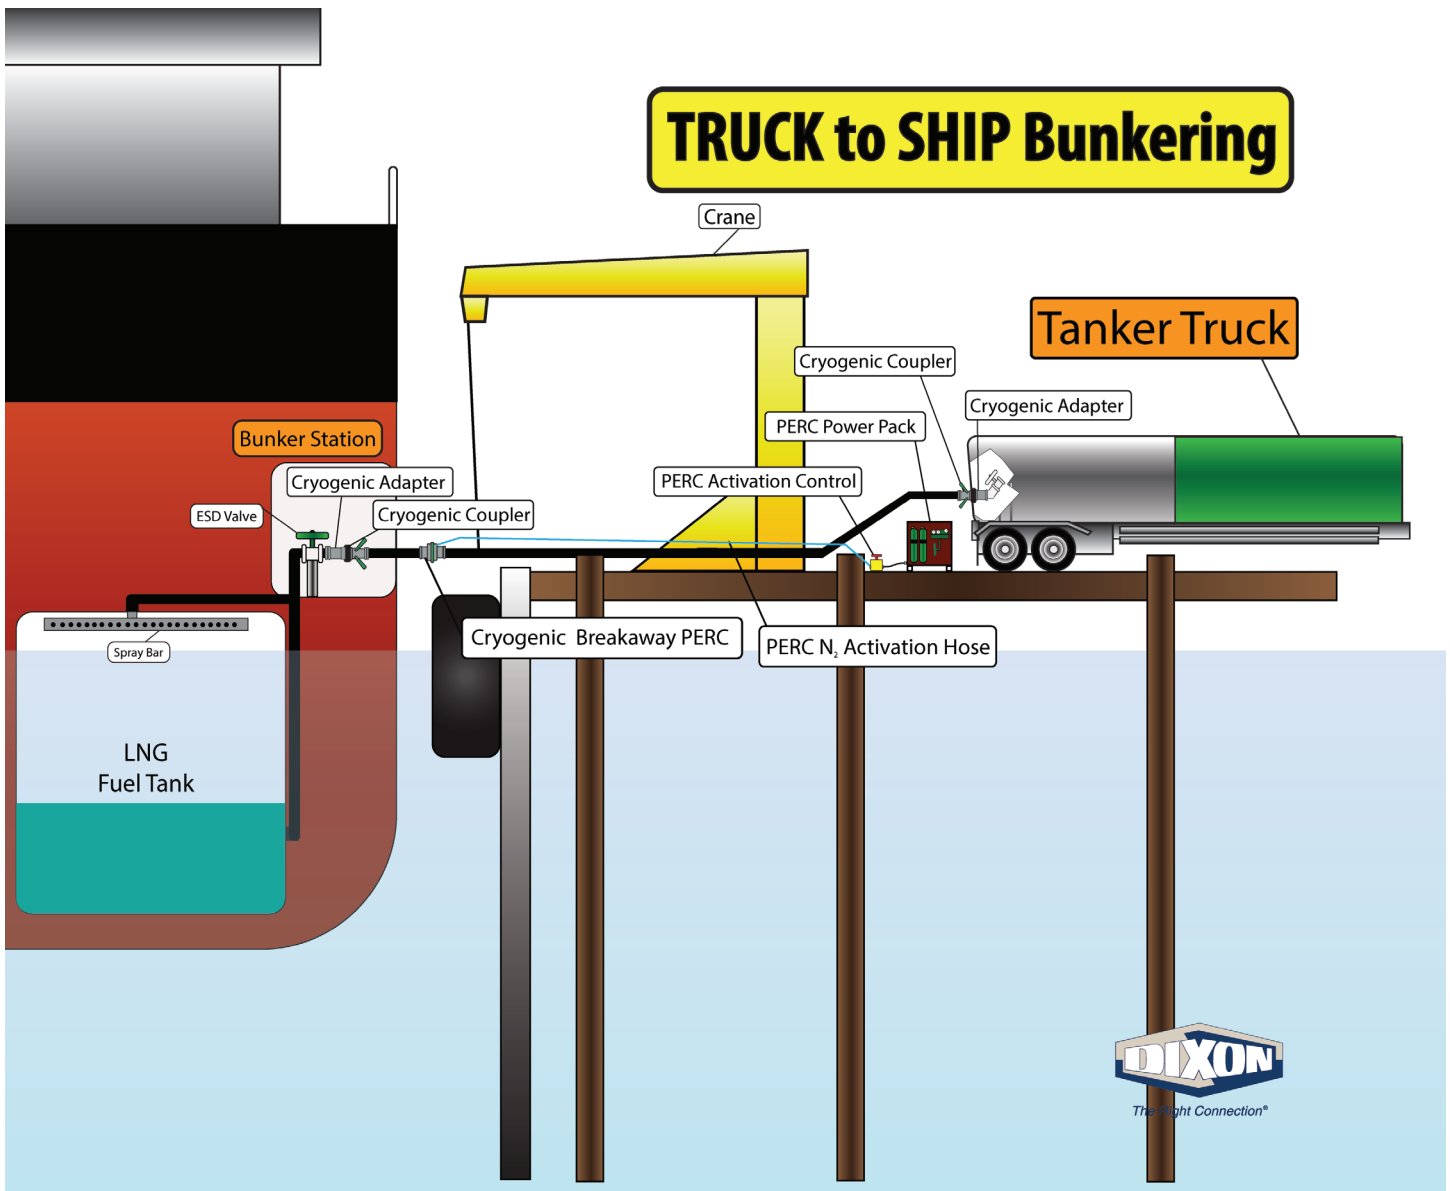 TRUCK to SHIP Bunkering
Crane
Tanker Truck
Cryogenic Coupler
Cryogenic Adapter
PERC Power Pack
Bunker Station
PERC Activation Control
Cryogenic Adapter
ESD Valve
Cryogenic Coupler
Cryogenic Breakaway PERC
PERC N₂ Activation Hose
Spray Bar
LNG
Fuel Tank
DIXON
The Right Connection®